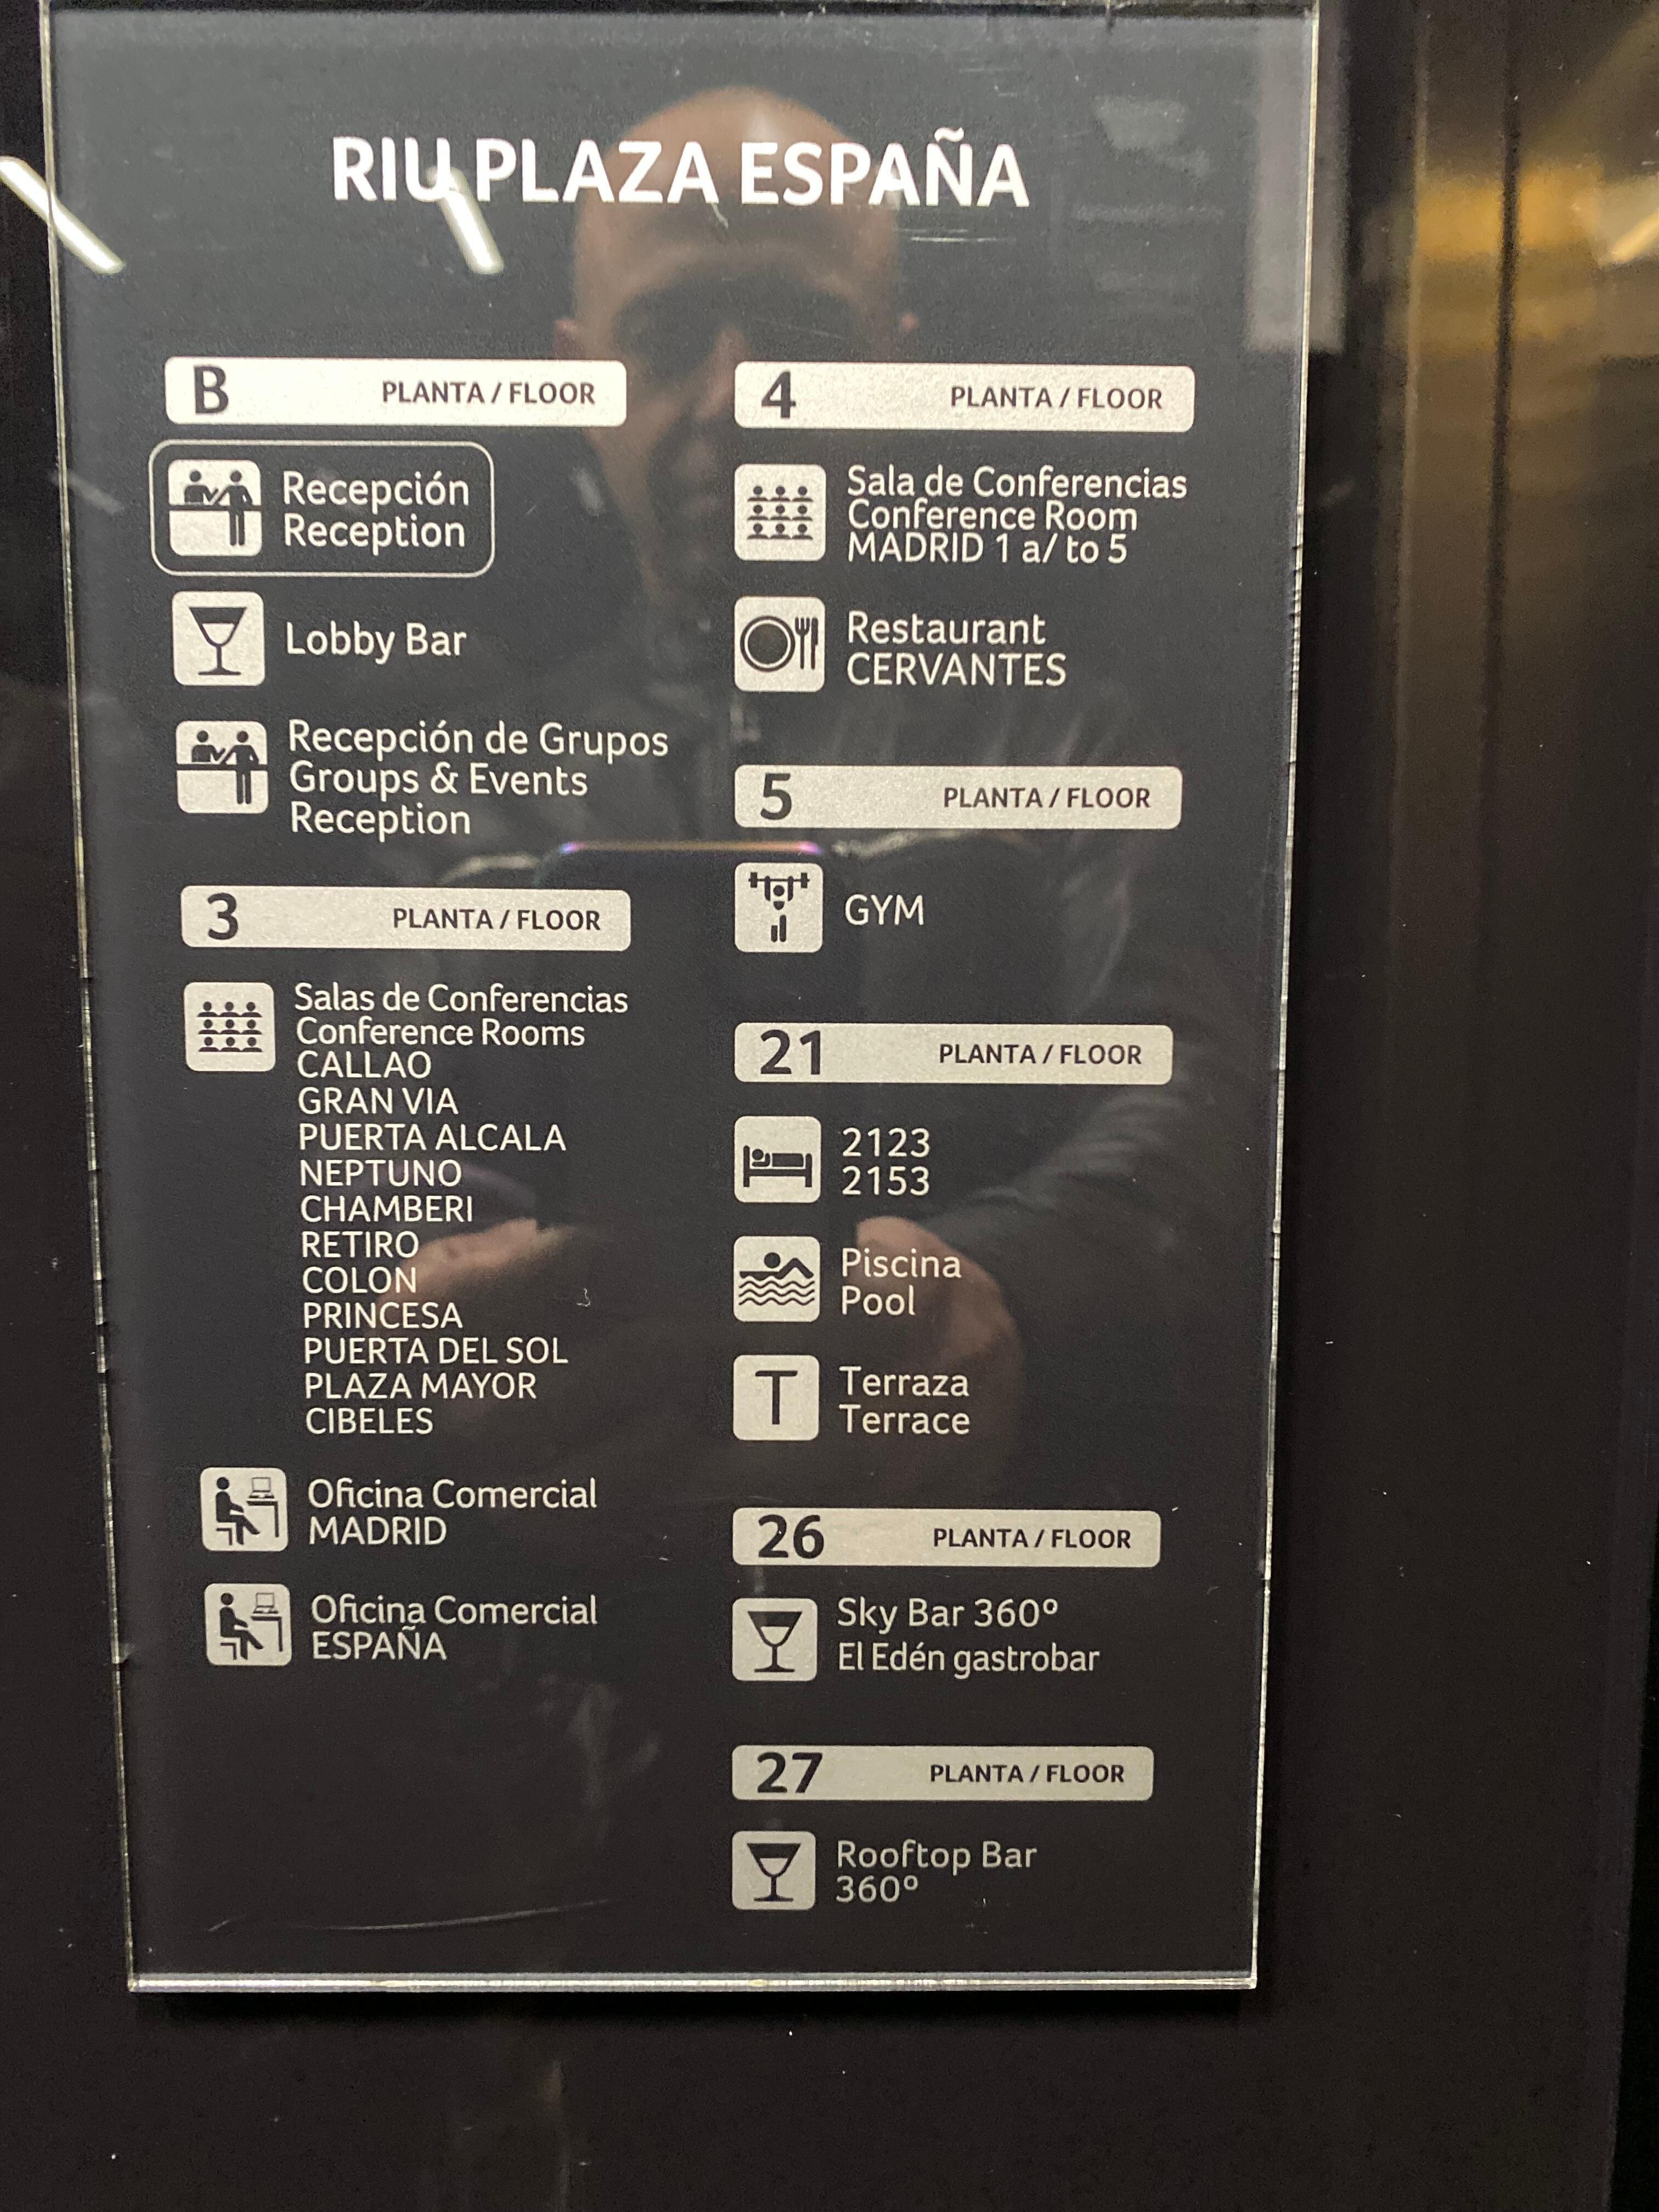 RIU PLAZA ESPAÑA
B PLANTA / FLOOR
Recepción
Reception
Lobby Bar
Recepción de Grupos
Groups & Events
Reception
3 PLANTA / FLOOR
Salas de Conferencias
Conference Rooms
CALLAO
GRAN VIA
PUERTA ALCALA
NEPTUNO
CHAMBERI
RETIRO
COLON
PRINCESA
PUERTA DEL SOL
PLAZA MAYOR
CIBELES
Oficina Comercial
MADRID
Oficina Comercial
ESPAÑA
4 PLANTA / FLOOR
Sala de Conferencias
Conference Room
MADRID 1 a/ to 5
Restaurant
CERVANTES
5 PLANTA / FLOOR
GYM
21 PLANTA / FLOOR
2123
2153
Piscina
Pool
T
Terraza
Terrace
26 PLANTA / FLOOR
Sky Bar 360º
El Edén gastrobar
27 PLANTA / FLOOR
Rooftop Bar
360º